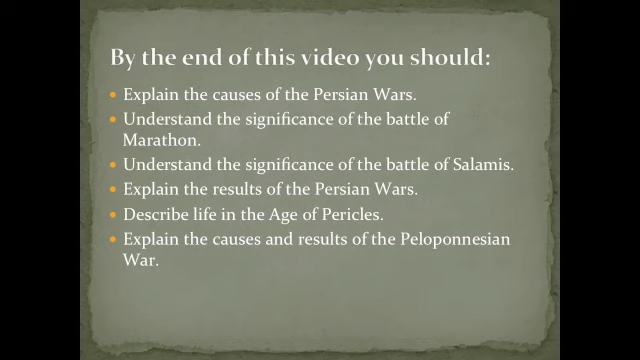 By the end of this video you should:
• Explain the causes of the Persian Wars.
• Understand the significance of the battle of
Marathon.
• Understand the significance of the battle of Salamis.
• Explain the results of the Persian Wars.
• Describe life in the Age of Pericles.
• Explain the causes and results of the Peloponnesian
War.